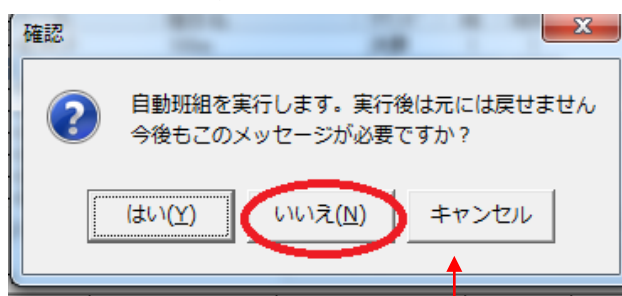 確認
自動班組を実行します。実行後は元には戻せません
今後もこのメッセージが必要ですか？
はい(Y) いいえ(N) キャンセル